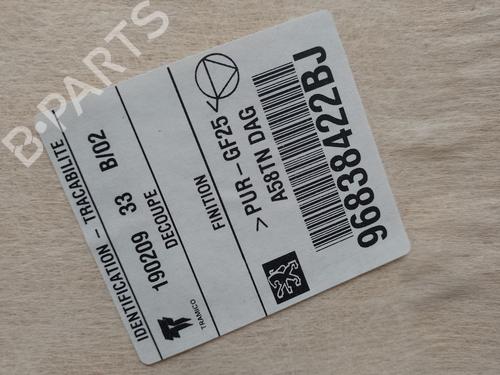 B-PARTS
IDENTIFICATION - TRACABILITE
190209 33 B/02
DECOUPE
TRAMICO
FINITION
>PUR-GF25
A58TN DAG
96838422BJ